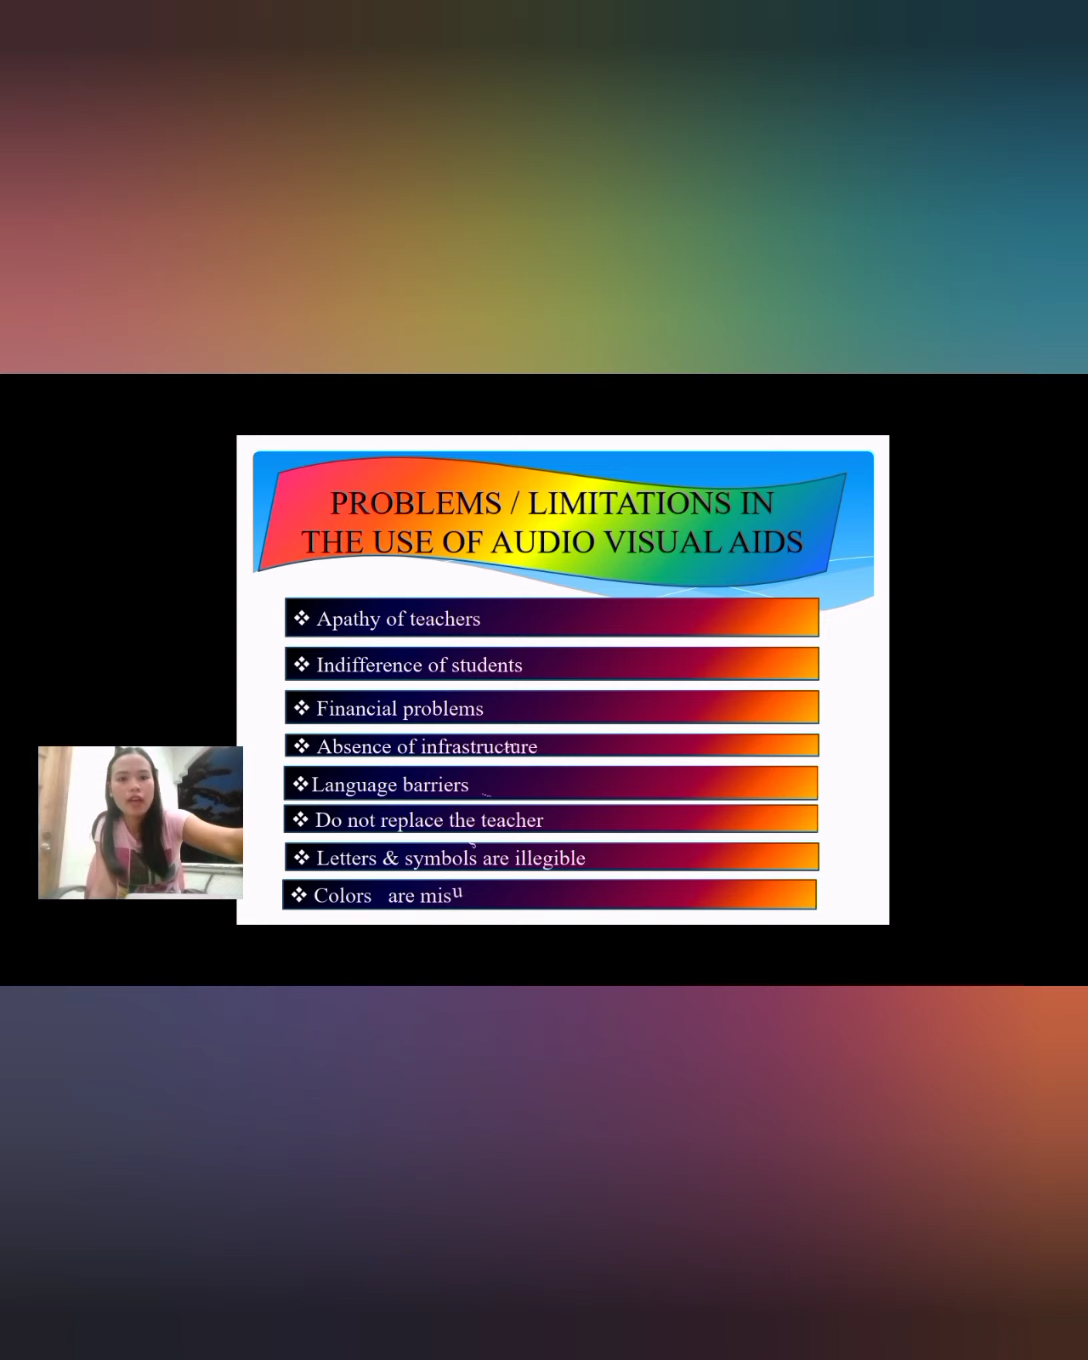 PROBLEMS / LIMITATIONS IN
THE USE OF AUDIO VISUAL AIDS
❖ Apathy of teachers
❖ Indifference of students
❖ Financial problems
❖ Absence of infrastructure
❖ Language barriers
❖ Do not replace the teacher
❖ Letters & symbols are illegible
❖ Colors are misu